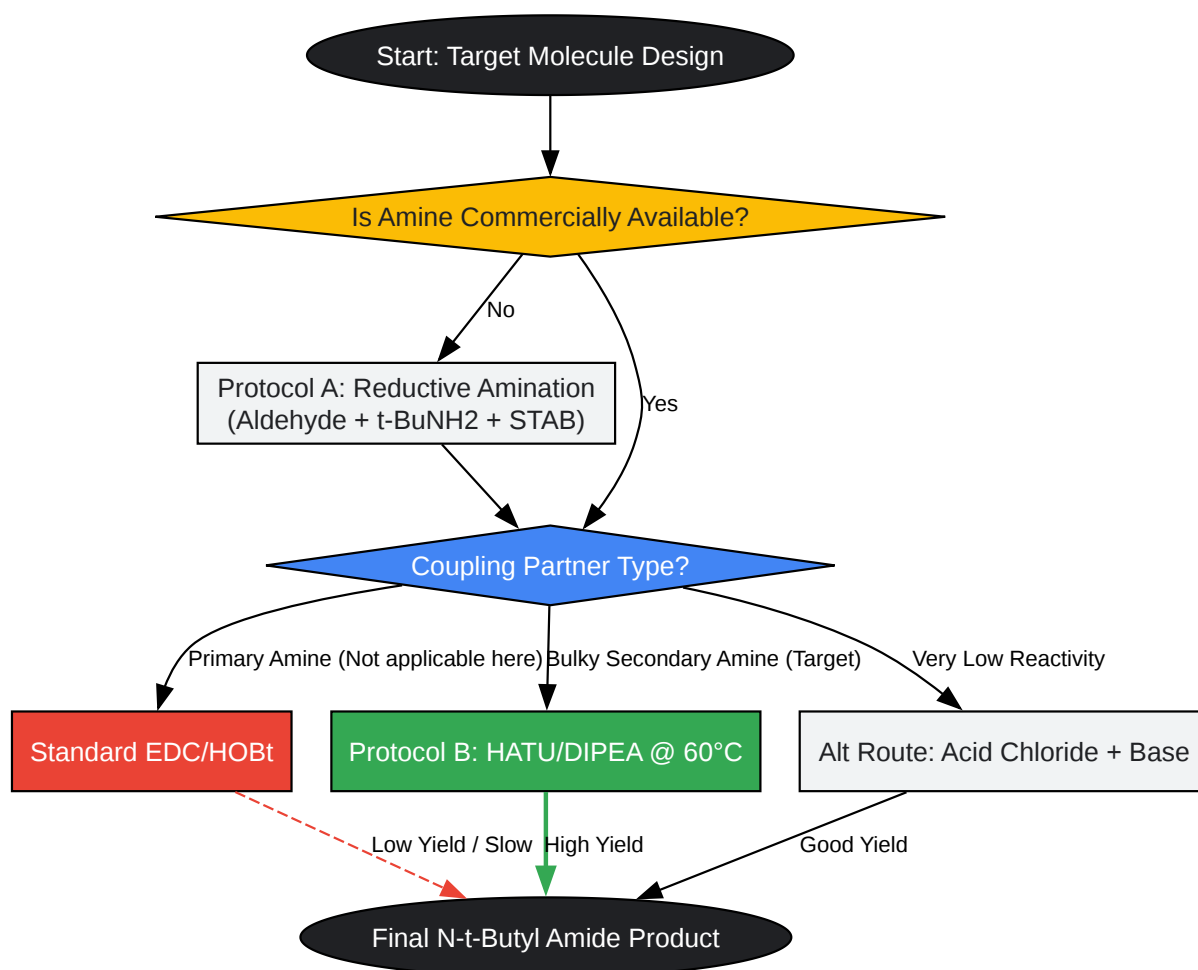 Start: Target Molecule Design
Is Amine Commercially Available?
No
Protocol A: Reductive Amination
(Aldehyde + t-BuNH2 + STAB)
Yes
Coupling Partner Type?
Primary Amine (Not applicable here)
Bulky Secondary Amine (Target)
Very Low Reactivity
Standard EDC/HOBt
Protocol B: HATU/DIPEA @ 60°C
Alt Route: Acid Chloride + Base
Low Yield / Slow
High Yield
Good Yield
Final N-t-Butyl Amide Product